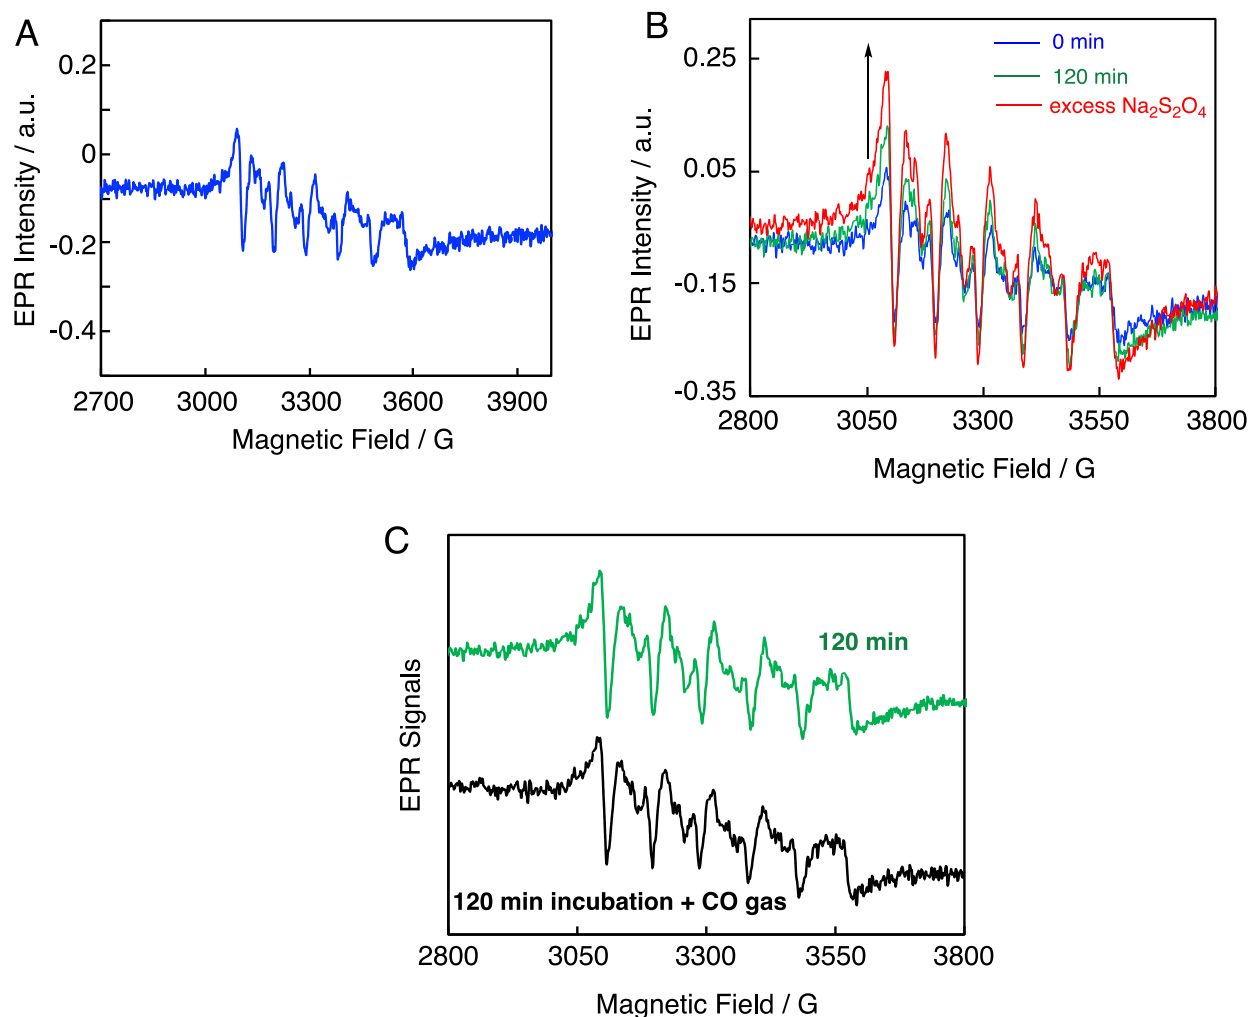 A
0.2
0
-0.2
-0.4
EPR Intensity / a.u.
2700 3000 3300 3600 3900
Magnetic Field / G
B
0 min
120 min
excess Na₂S₂O₄
0.25
0.05
-0.15
-0.35
EPR Intensity / a.u.
2800 3050 3300 3550 3800
Magnetic Field / G
C
120 min
EPR Signals
120 min incubation + CO gas
2800 3050 3300 3550 3800
Magnetic Field / G